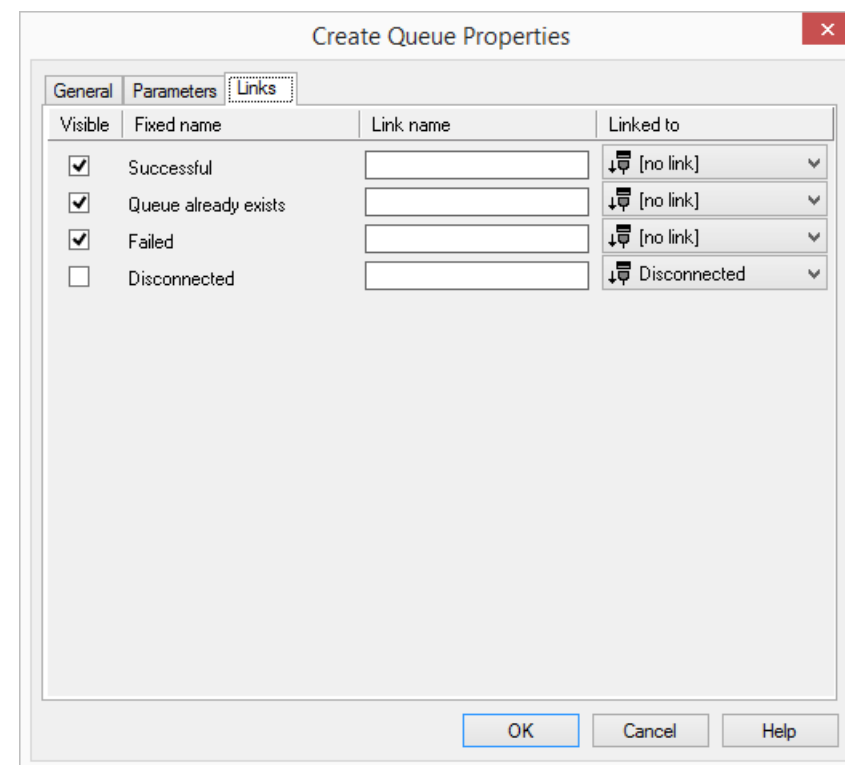 Create Queue Properties
General Parameters Links
Visible Fixed name Link name Linked to
Successful [no link]
Queue already exists [no link]
Failed [no link]
Disconnected Disconnected
OK Cancel Help